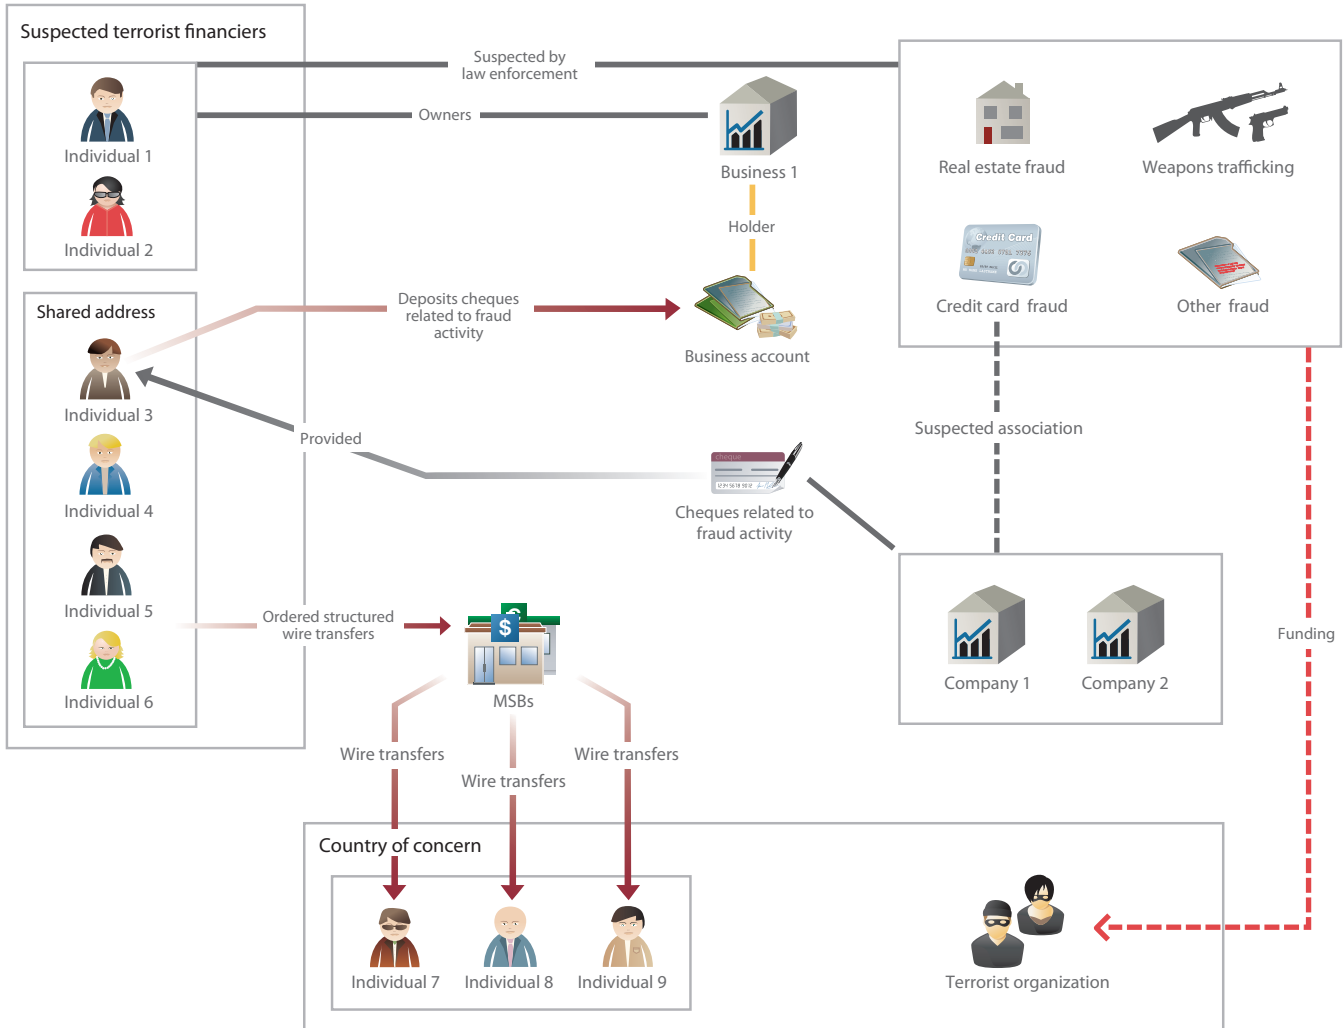 Suspected terrorist financiers
Suspected by
law enforcement
Owners
Individual 1
Individual 2
Business 1
Holder
Real estate fraud
Weapons trafficking
Credit Card
Credit card fraud
Other fraud
Shared address
Deposits cheques
related to fraud
activity
Business account
Individual 3
Provided
Individual 4
Individual 5
Individual 6
cheque
Cheques related to
fraud activity
Suspected association
Ordered structured
wire transfers
$
MSBs
Company 1
Company 2
Funding
Wire transfers
Wire transfers
Wire transfers
Country of concern
Individual 7
Individual 8
Individual 9
Terrorist organization